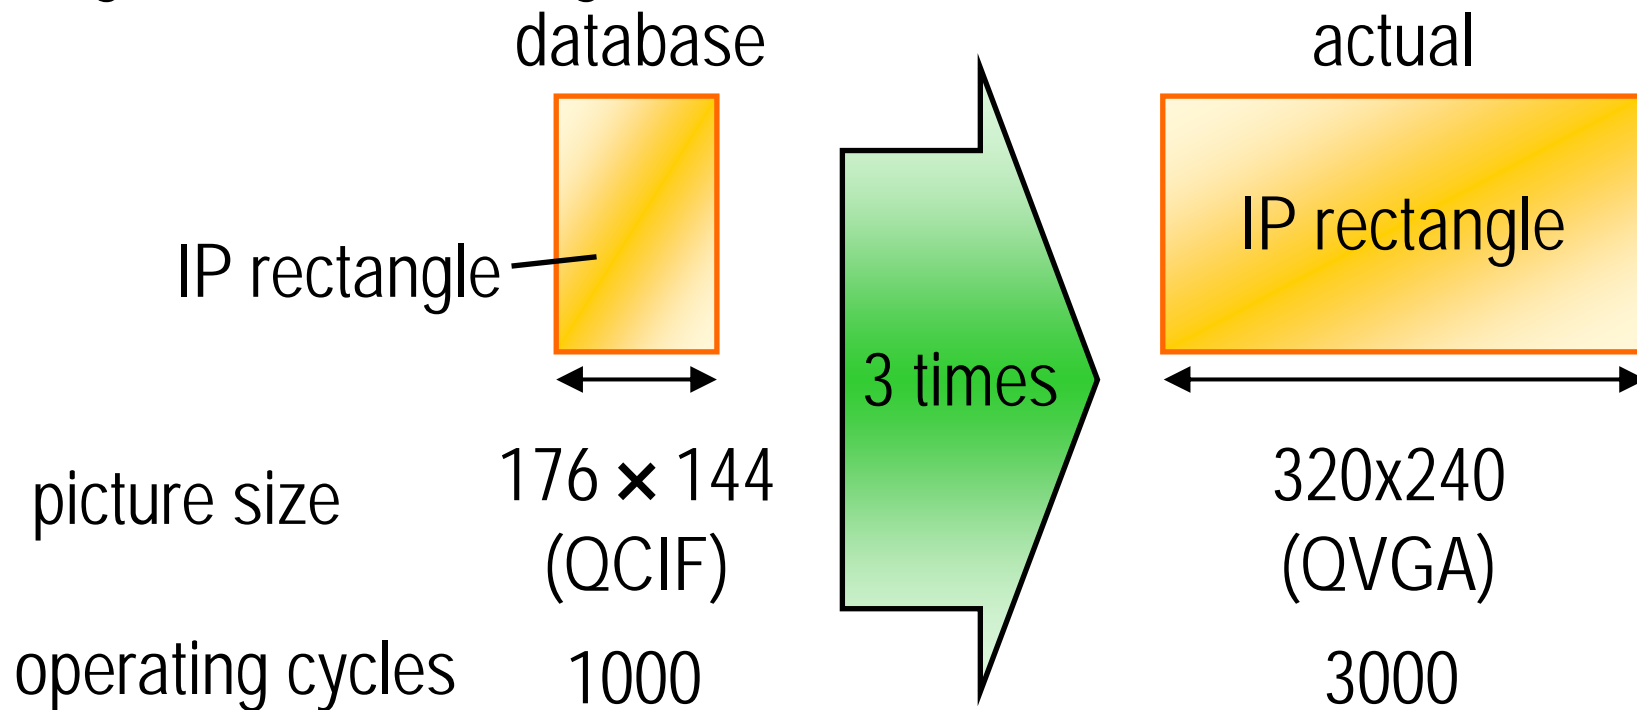 database
actual
IP rectangle
IP rectangle
3 times
picture size 176 × 144 320x240
(QCIF) (QVGA)
operating cycles 1000 3000